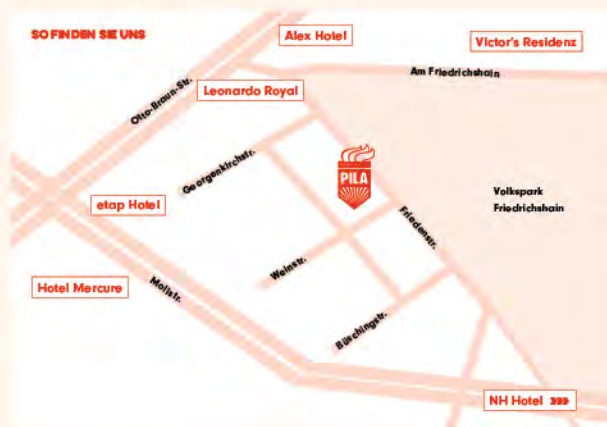 SO FINDEN SIE UNS
Alex Hotel
Victor's Residenz
Am Friedrichshain
Otto-Braun-Str.
Leonardo Royal
Georgenkirchstr.
PILA
Volkspark
Friedrichshain
etap Hotel
Friedenstr.
Weinstr.
Hotel Mercure
Mollstr.
Büschingstr.
NH Hotel »»